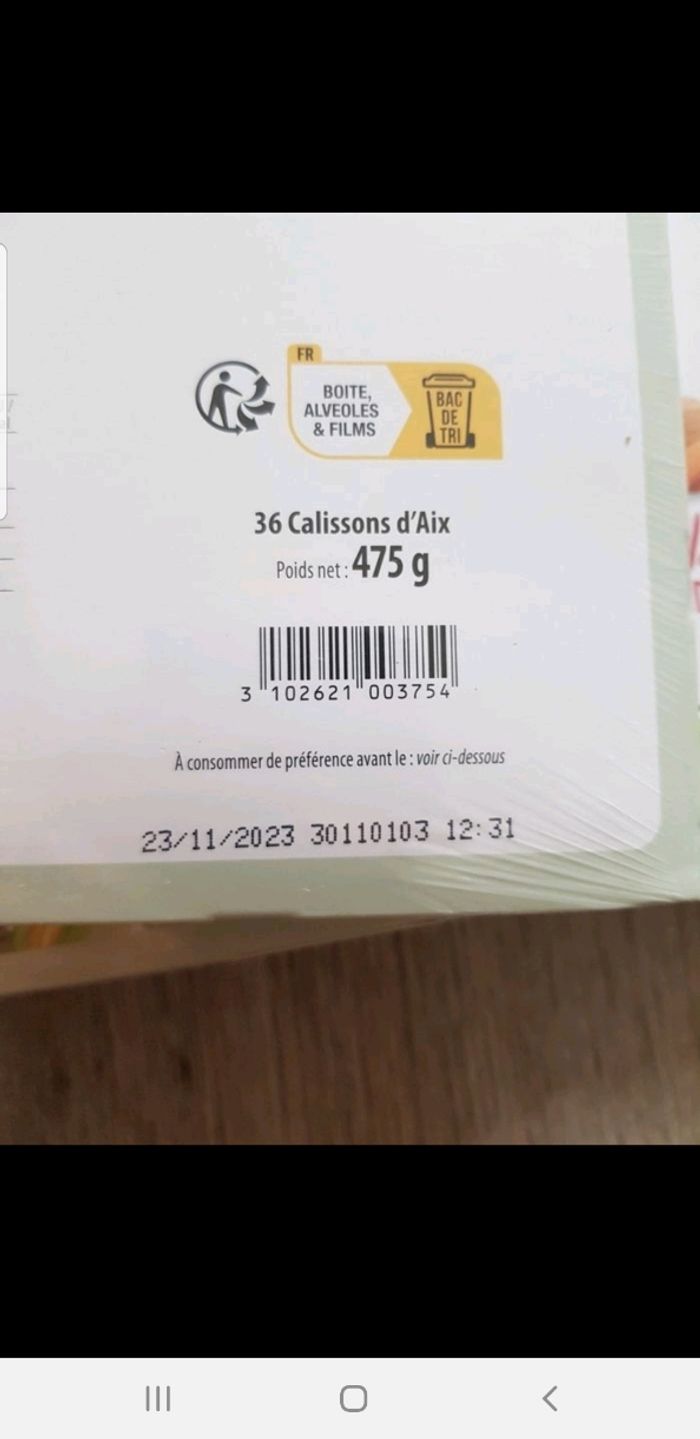 FR
BOITE,
ALVEOLES
& FILMS
BAC
DE
TRI
36 Calissons d'Aix
Poids net : 475 g
3 102621 003754
À consommer de préférence avant le : voir ci-dessous
23/11/2023 30110103 12:31